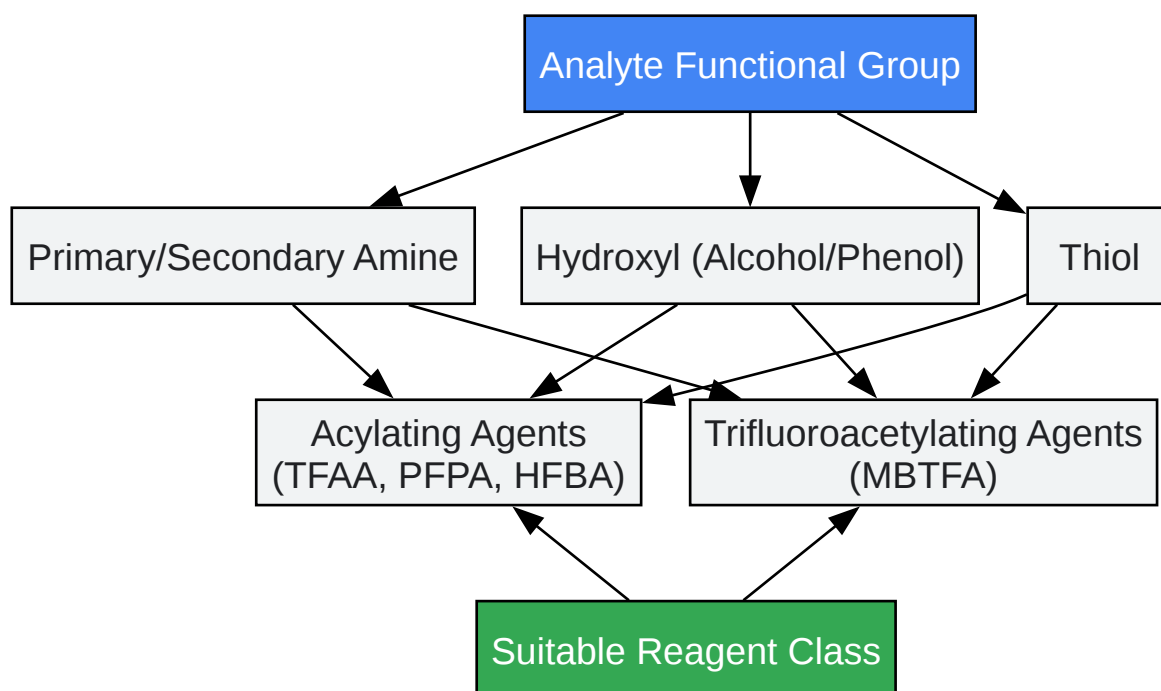 Analyte Functional Group
Primary/Secondary Amine
Hydroxyl (Alcohol/Phenol)
Thiol
Acylating Agents
(TFAA, PFPA, HFBA)
Trifluoroacetylating Agents
(MBTFA)
Suitable Reagent Class